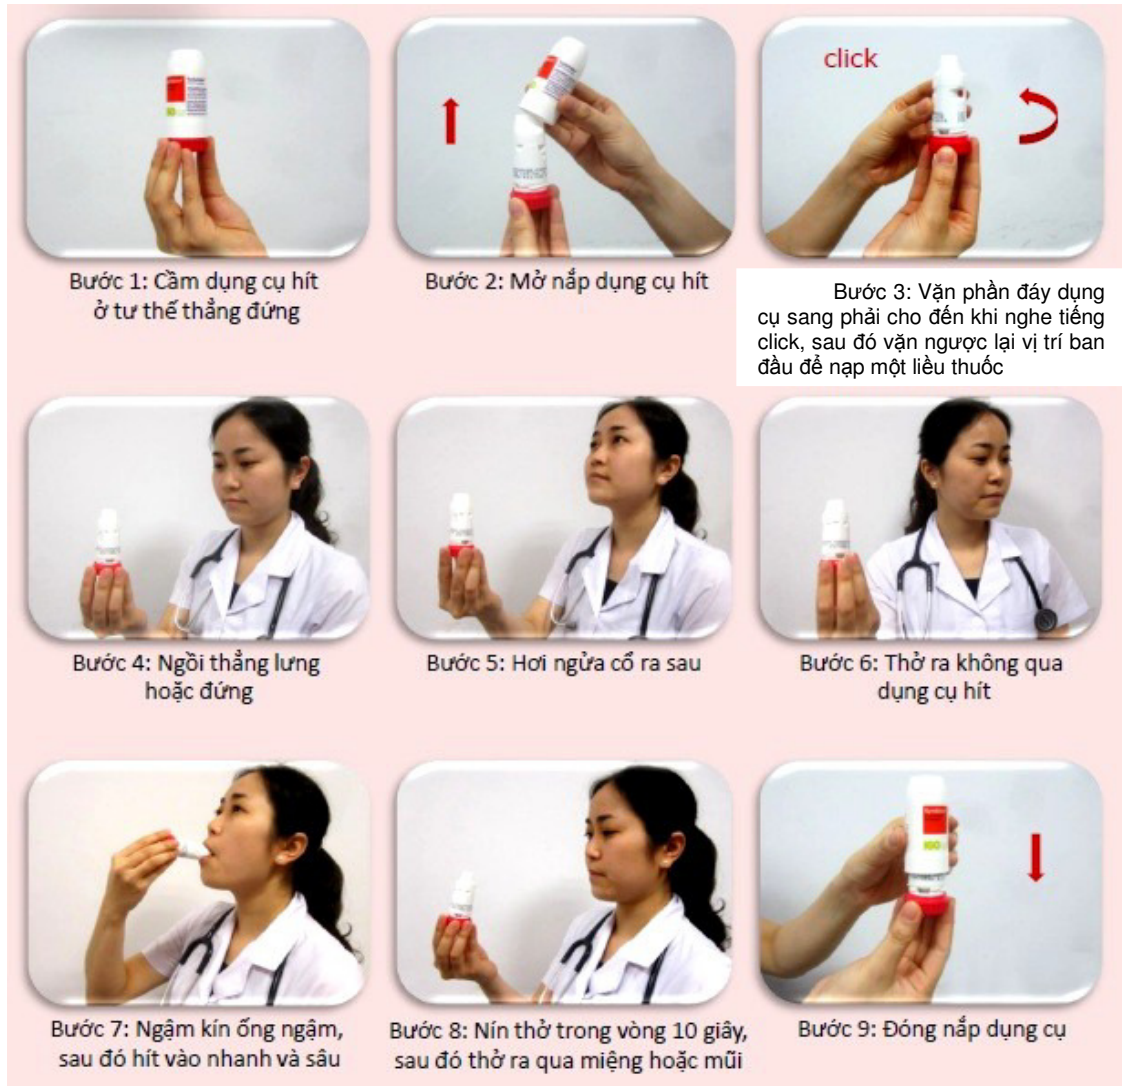 click
Bước 1: Cầm dụng cụ hít
ở tư thế thẳng đứng
Bước 2: Mở nắp dụng cụ hít
Bước 3: Vặn phần đáy dụng
cụ sang phải cho đến khi nghe tiếng
click, sau đó vặn ngược lại vị trí ban
đầu để nạp một liều thuốc
Bước 4: Ngồi thẳng lưng
hoặc đứng
Bước 5: Hơi ngửa cổ ra sau
Bước 6: Thở ra không qua
dụng cụ hít
Bước 7: Ngậm kín ống ngậm,
sau đó hít vào nhanh và sâu
Bước 8: Nín thở trong vòng 10 giây,
sau đó thở ra qua miệng hoặc mũi
Bước 9: Đóng nắp dụng cụ